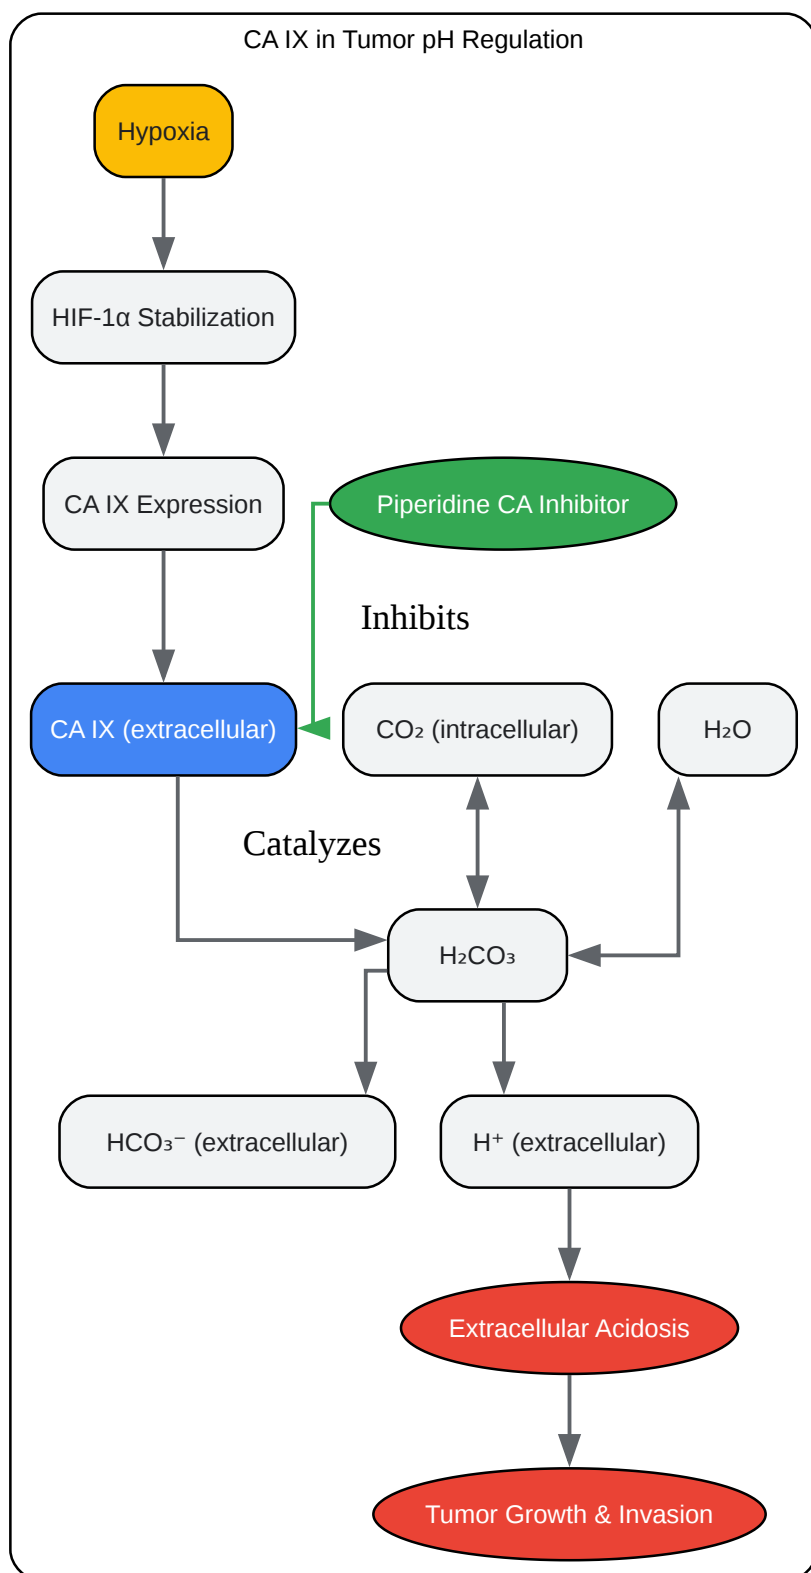 CA IX in Tumor pH Regulation
Hypoxia
HIF-1α Stabilization
CA IX Expression
Piperidine CA Inhibitor
Inhibits
CA IX (extracellular)
CO₂ (intracellular)
H₂O
Catalyzes
H₂CO₃
HCO₃⁻ (extracellular)
H⁺ (extracellular)
Extracellular Acidosis
Tumor Growth & Invasion